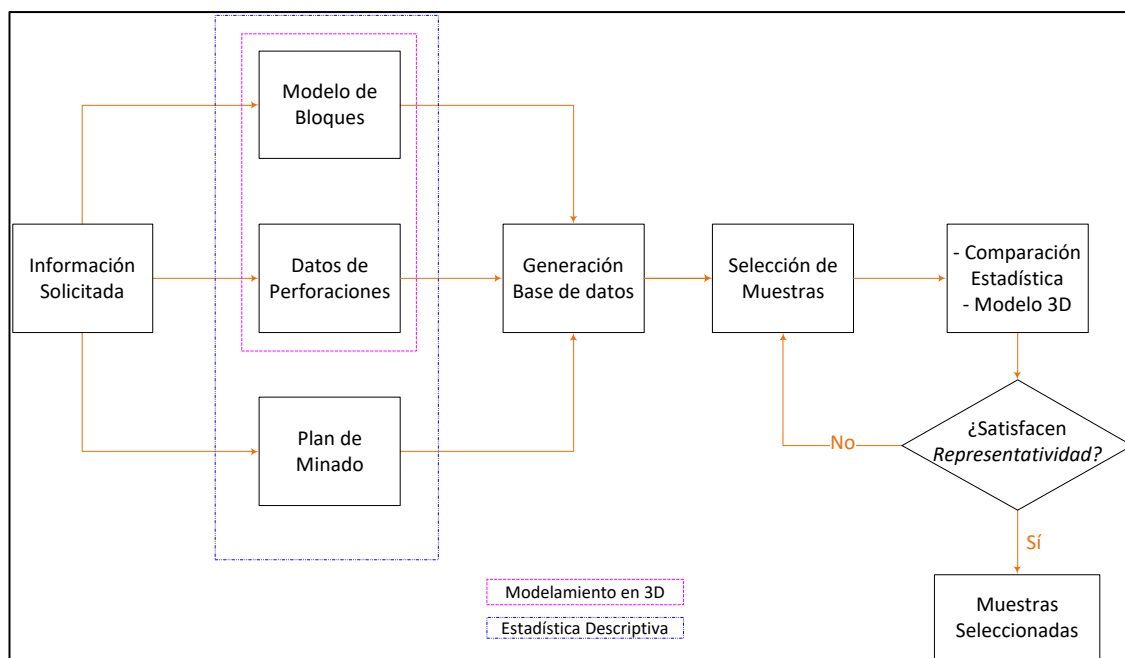 Modelo de
Bloques
Información
Solicitada
Datos de
Perforaciones
Generación
Base de datos
Selección de
Muestras
- Comparación
Estadística
- Modelo 3D
Plan de
Minado
¿Satisfacen
Representatividad?
No
Sí
Muestras
Seleccionadas
Modelamiento en 3D
Estadística Descriptiva